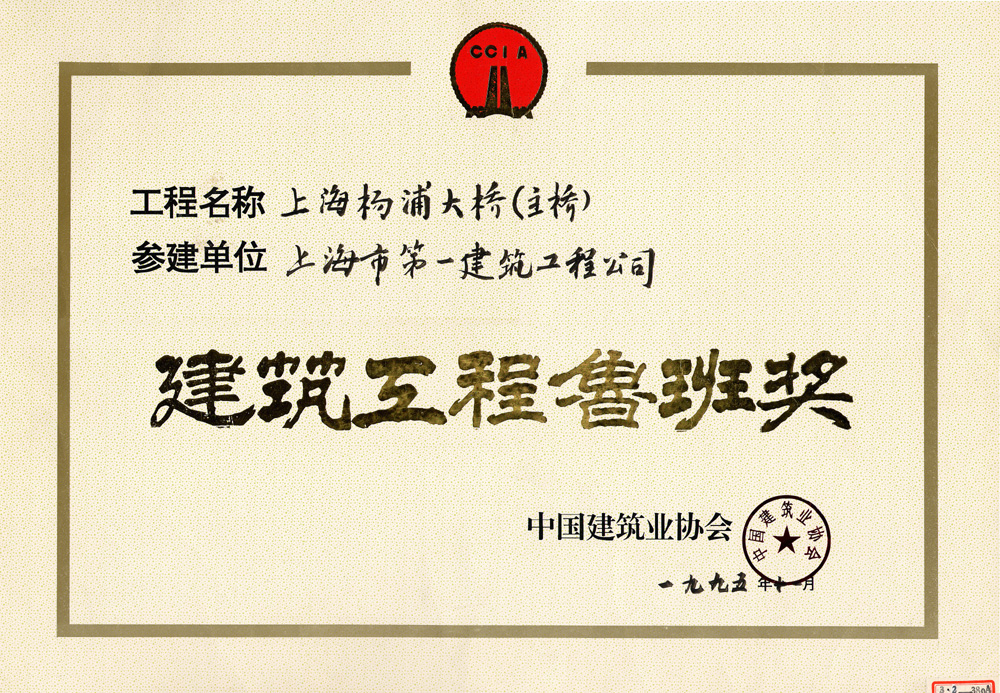 CCIA
工程名称 上海杨浦大桥(主桥)
参建单位 上海市第一建筑工程公司
建筑工程鲁班奖
中国建筑业协会
中国建筑业协会
一九九五年十一月